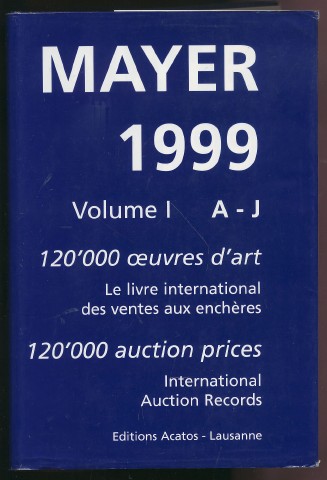 MAYER
1999
Volume I A - J
120'000 œuvres d'art
Le livre international
des ventes aux enchères
120'000 auction prices
International
Auction Records
Editions Acatos - Lausanne